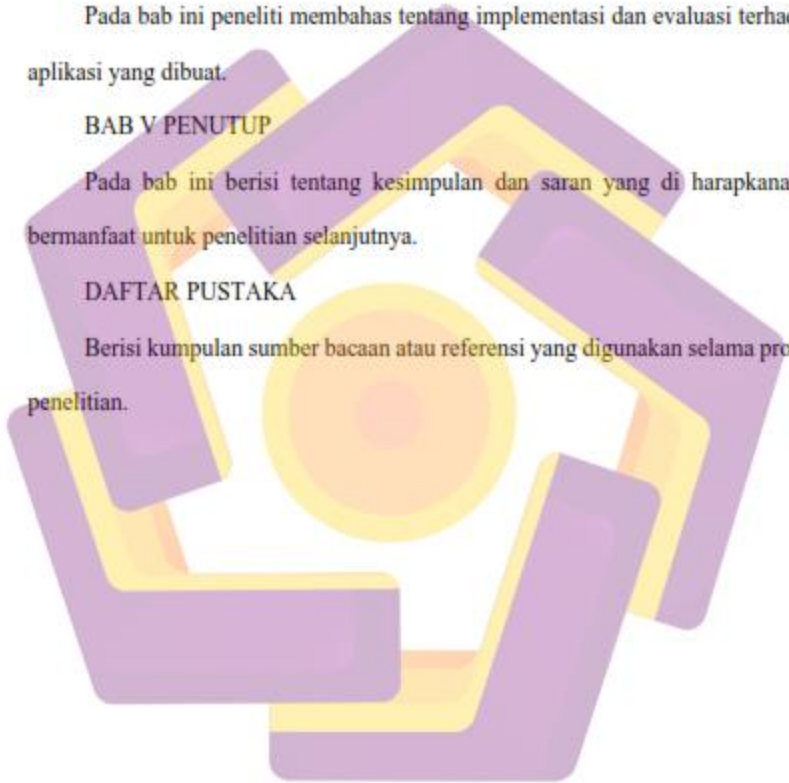 Pada bab ini peneliti membahas tentang implementasi dan evaluasi
aplikasi yang dibuat.
BAB V PENUTUP
Pada bab ini berisi tentang kesimpulan dan saran yang di harapkana
bermanfaat untuk penelitian selanjutnya.
DAFTAR PUSTAKA
Berisi kumpulan sumber bacaan atau referensi yang digunakan selama
penelitian.